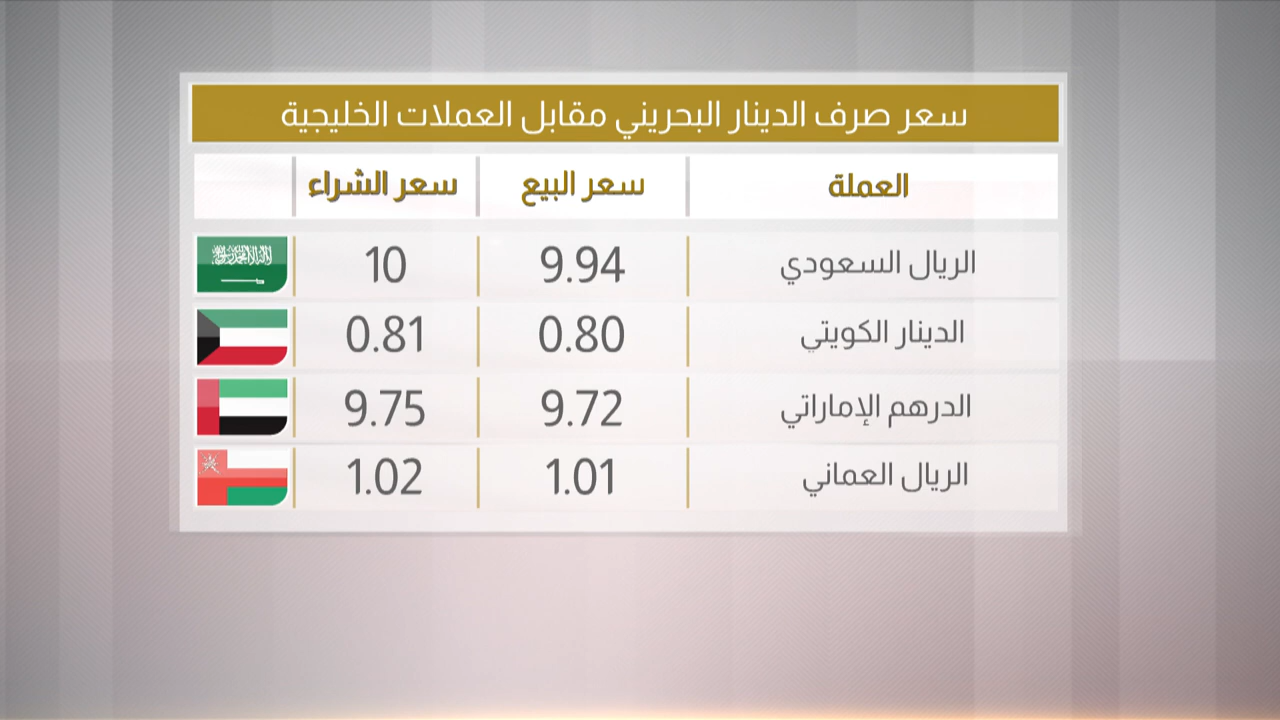 سعر صرف الدينار البحريني مقابل العملات الخليجية
العملة سعر البيع سعر الشراء
الريال السعودي 9.94 10
الدينار الكويتي 0.80 0.81
الدرهم الإماراتي 9.72 9.75
الريال العماني 1.01 1.02